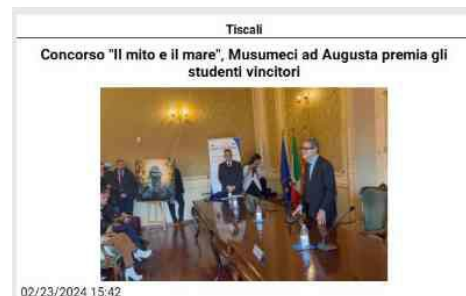 Tiscali
Concorso "Il mito e il mare", Musumeci ad Augusta premia gli
studenti vincitori
02/23/2024 15:42